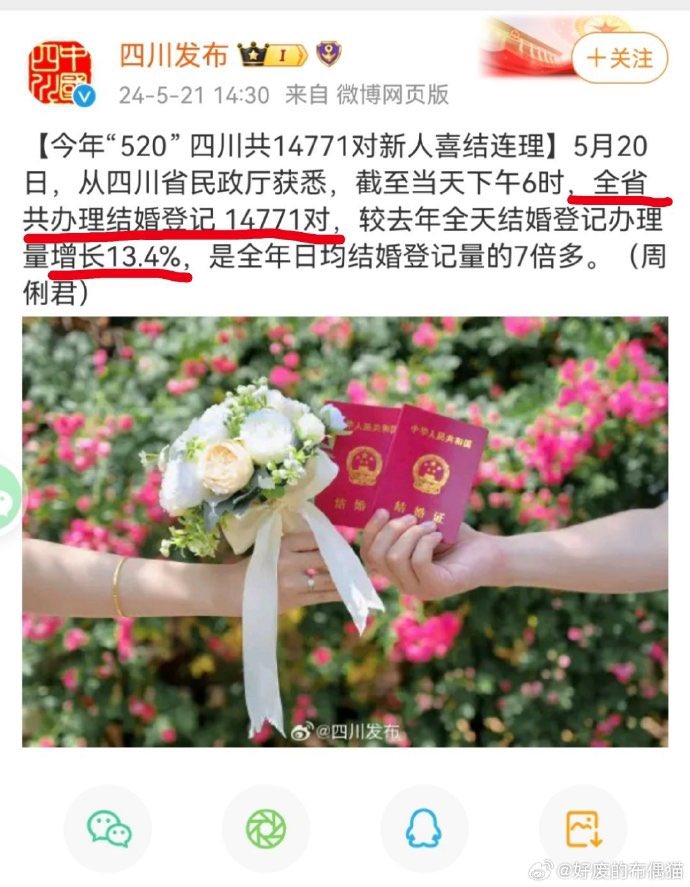 四川发布
+关注
24-5-21 14:30 来自 微博网页版
【今年“520” 四川共14771对新人喜结连理】5月20
日，从四川省民政厅获悉，截至当天下午6时，全省
共办理结婚登记 14771对，较去年全天结婚登记办理
量增长13.4%，是全年日均结婚登记量的7倍多。（周
俐君）
中华人民共和国
结婚
中华人民共和国
结婚证
@四川发布
@好废的布偶猫